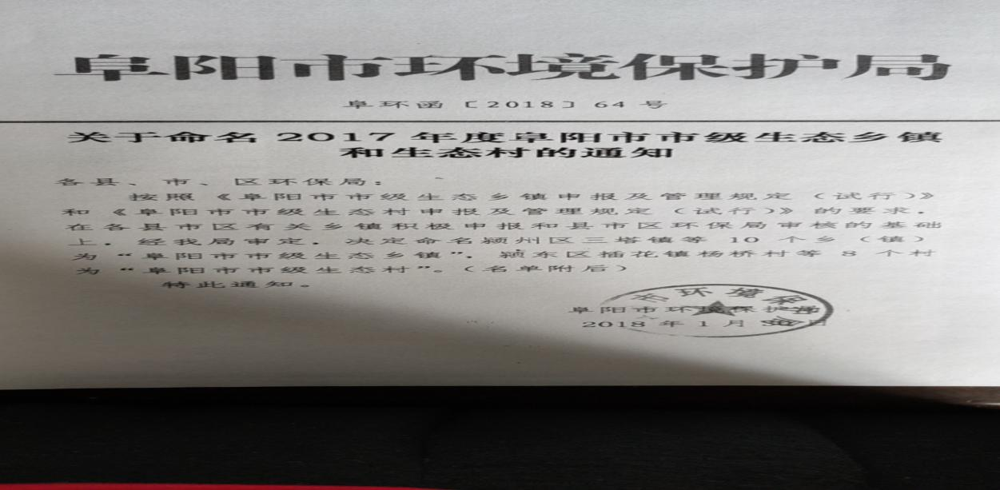 阜阳市环境保护局
阜环函〔2018〕64 号
关于命名 2017 年度阜阳市市级生态乡镇
和生态村的通知
各县、市、区环保局：
按照《阜阳市市级生态乡镇申报及管理规定（试行）》
和《阜阳市市级生态村申报及管理规定（试行）》的要求，
在各县市区有关乡镇积极申报和县市区环保局审核的基础
上，经我局审定，决定命名颍州区三塔镇等 10 个乡（镇）
为“阜阳市市级生态乡镇”，颍东区插花镇杨桥村等 8 个村
为“阜阳市市级生态村”。（名单附后）
特此通知。
阜阳市环境保护局
2018 年 1 月 日
市环境